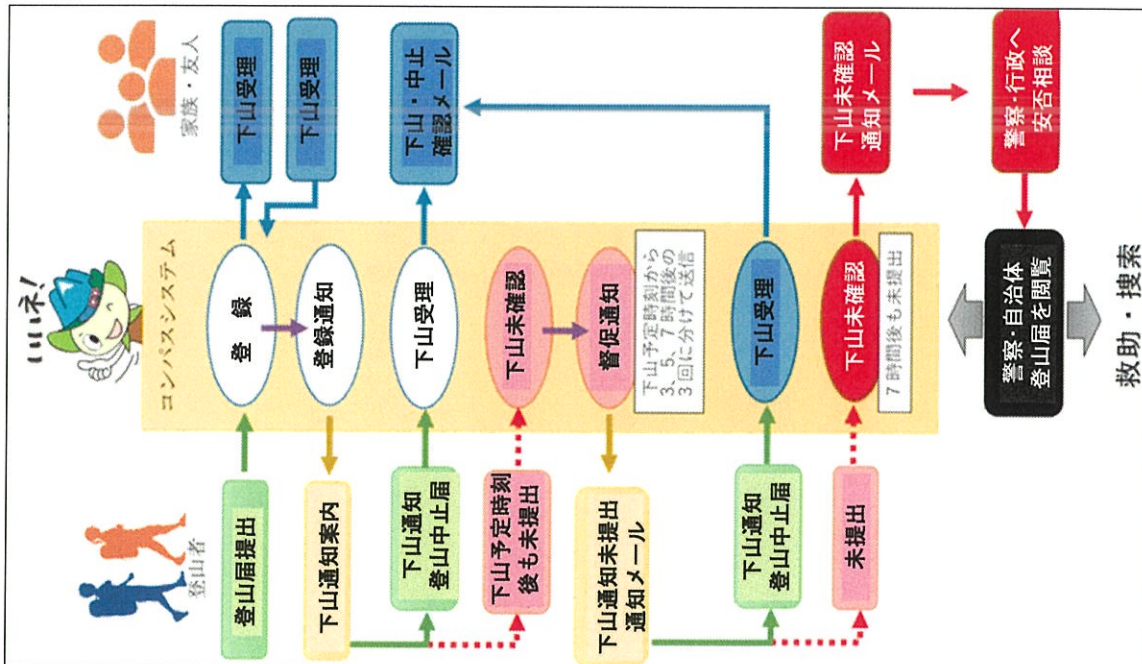 登山者
いいネ!
コンパスシステム
家族・友人
登山届提出
登 録
下山受理
下山通知案内
登録通知
下山受理
下山通知
登山中止届
下山受理
下山・中止
確認メール
下山予定時刻
後も未提出
下山未確認
督促通知
下山予定時刻から
3、5、7時間後の
3回に分けて送信
下山通知未提出
通知メール
下山通知
登山中止届
下山受理
未提出
下山未確認
7時間後も未提出
下山未確認
通知メール
警察・行政へ
安否相談
警察・自治体
登山届を閲覧
救助・捜索